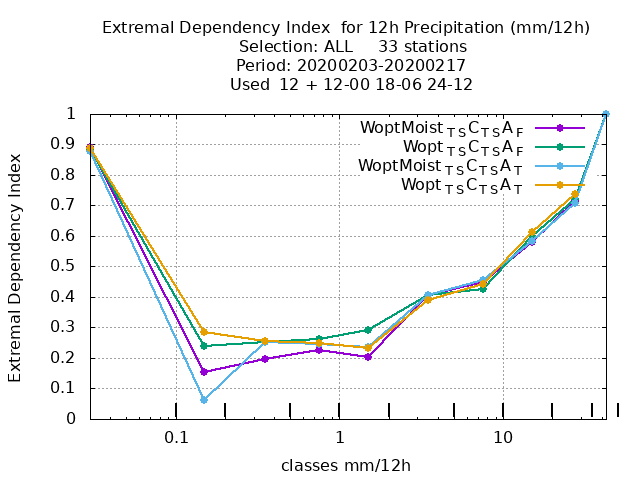 Extremal Dependency Index  for 12h Precipitation (mm/12h)
Selection: ALL     33 stations
Period: 20200203-20200217
Used  12 + 12-00 18-06 24-12
WoptMoist TS C TS A F
Wopt TS C TS A F
WoptMoist TS C TS A T
Wopt TS C TS A T
Extremal Dependency Index
1
0.9
0.8
0.7
0.6
0.5
0.4
0.3
0.2
0.1
0
0.1 1 10
classes mm/12h